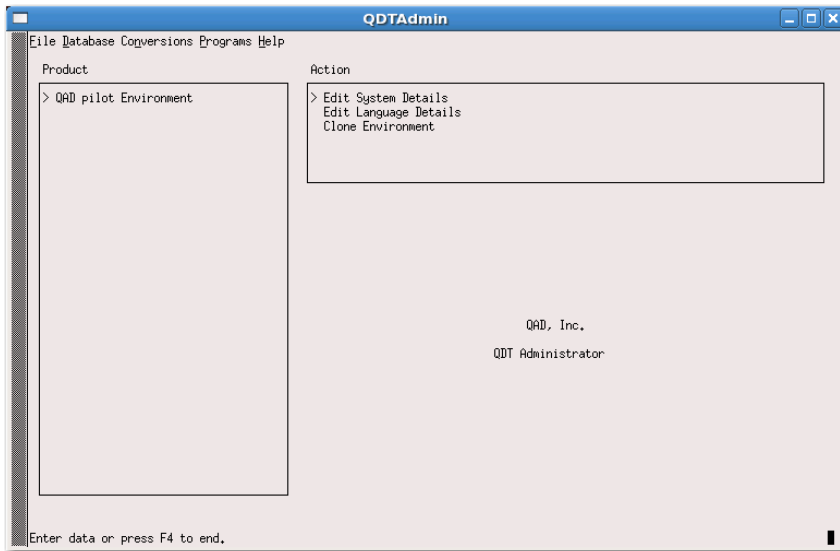 QDTAdmin
File Database Conversions Programs Help
Product
Action
> QAD pilot Environment
> Edit System Details
Edit Language Details
Clone Environment
QAD, Inc.
QDT Administrator
Enter data or press F4 to end.